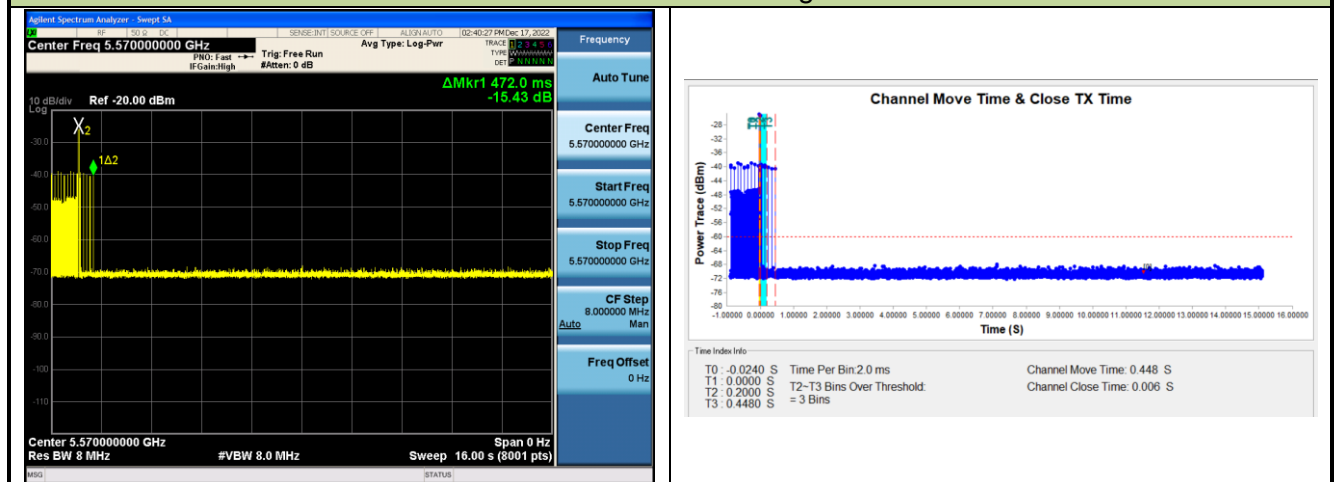 Agilent Spectrum Analyzer - Swept SA
RF 50 Ω DC SENSE:INT SOURCE OFF ALIGN AUTO 02:40:27 PM Dec 17, 2022
Center Freq 5.570000000 GHz
PNO: Fast
IFGain:High
Trig: Free Run
#Atten: 0 dB
Avg Type: Log-Pwr
TRACE 1 2 3 4 5 6
TYPE
DET P N N N N N
ΔMkr1 472.0 ms
-15.43 dB
10 dB/div Ref -20.00 dBm
Log
X2
1Δ2
-30.0
-40.0
-50.0
-60.0
-70.0
-80.0
-90.0
-100
-110
Center 5.570000000 GHz Span 0 Hz
Res BW 8 MHz #VBW 8.0 MHz Sweep 16.00 s (8001 pts)
MSG STATUS
Frequency
Auto Tune
Center Freq
5.570000000 GHz
Start Freq
5.570000000 GHz
Stop Freq
5.570000000 GHz
CF Step
8.000000 MHz
Auto Man
Freq Offset
0 Hz
Channel Move Time & Close TX Time
Power Trace (dBm)
-28
-32
-36
-40
-44
-48
-52
-56
-60
-64
-68
-72
-76
-80
-1.00000 0.00000 1.00000 2.00000 3.00000 4.00000 5.00000 6.00000 7.00000 8.00000 9.00000 10.00000 11.00000 12.00000 13.00000 14.00000 15.00000 16.00000
Time (S)
Time Index Info
T0 : -0.0240 S Time Per Bin:2.0 ms Channel Move Time: 0.448 S
T1 : 0.0000 S T2~T3 Bins Over Threshold: Channel Close Time: 0.006 S
T2 : 0.2000 S = 3 Bins
T3 : 0.4480 S